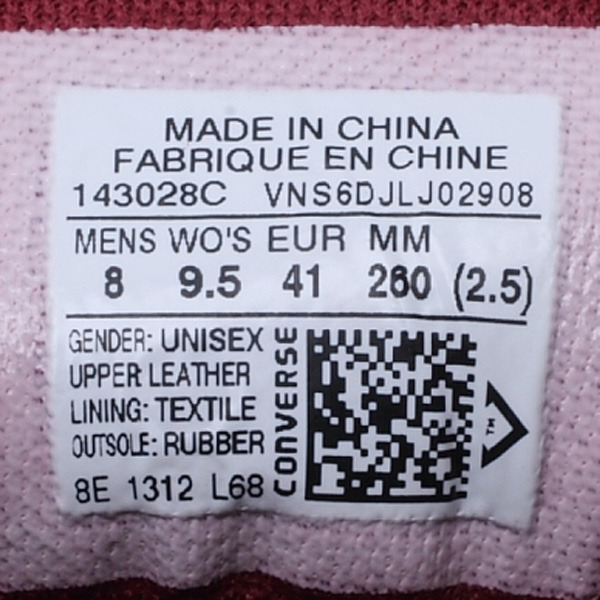 MADE IN CHINA
FABRIQUE EN CHINE
143028C VNS6DJLJ02908
MENS WO'S EUR MM
8 9.5 41 260 (2.5)
GENDER: UNISEX
UPPER LEATHER
LINING: TEXTILE
OUTSOLE: RUBBER
8E 1312 L68
CONVERSE
TM